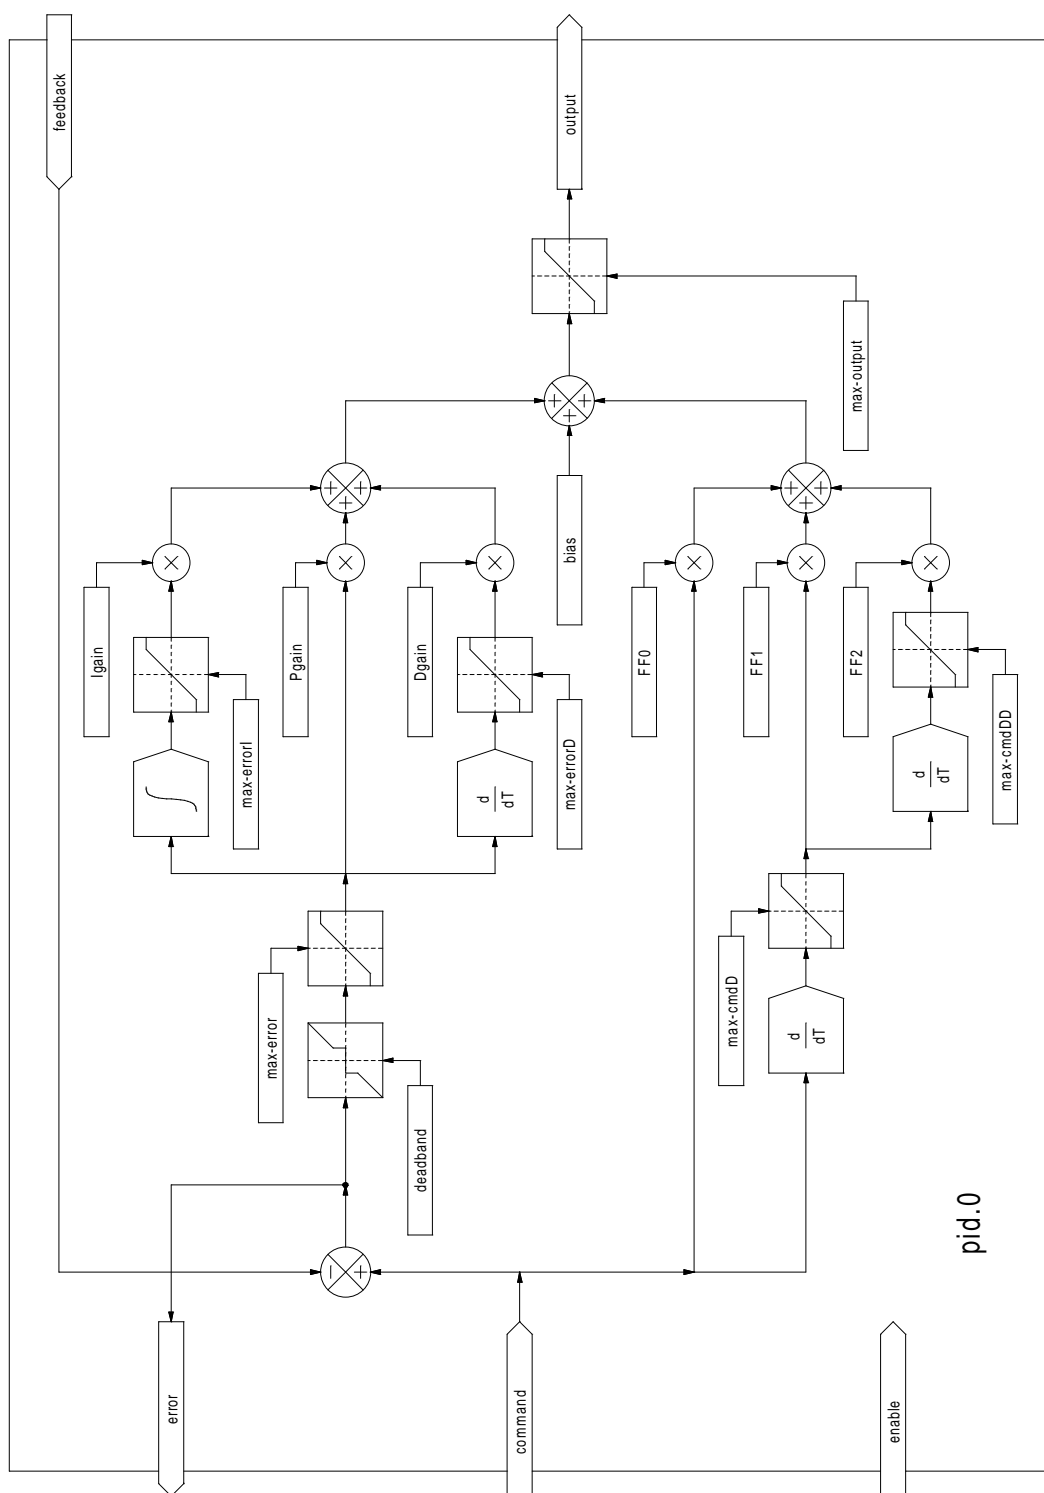 feedback
Igain
error
max-errorI
max-error
Pgain
deadband
Dgain
d
dT
command
max-errorD
bias
output
FF0
max-cmdD
FF1
d
dT
FF2
max-output
enable
d
dT
pid.0
max-cmdDD